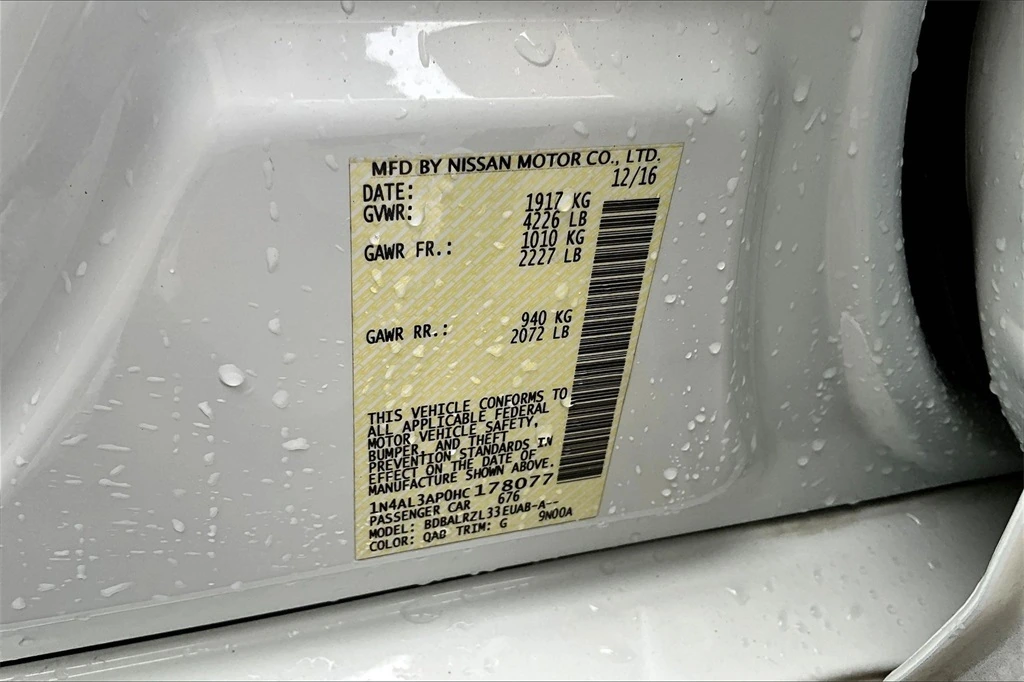 MFD BY NISSAN MOTOR CO., LTD.
DATE: 12/16
GVWR: 1917 KG
4226 LB
GAWR FR.: 1010 KG
2227 LB
GAWR RR.: 940 KG
2072 LB
THIS VEHICLE CONFORMS TO
ALL APPLICABLE FEDERAL
MOTOR VEHICLE SAFETY,
BUMPER, AND THEFT
PREVENTION STANDARDS IN
EFFECT ON THE DATE OF
MANUFACTURE SHOWN ABOVE.
1N4AL3AP0HC178077
PASSENGER CAR 676
MODEL: BDBALRZL33EUAB-A--
COLOR: QAB TRIM: G 9N00A